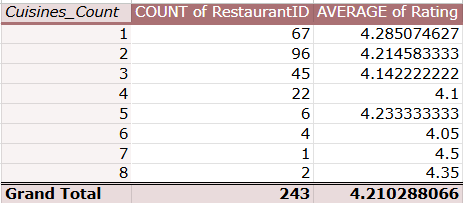 Cuisines_Count COUNT of RestaurantID AVERAGE of Rating
1 67 4.285074627
2 96 4.214583333
3 45 4.142222222
4 22 4.1
5 6 4.233333333
6 4 4.05
7 1 4.5
8 2 4.35
Grand Total 243 4.210288066